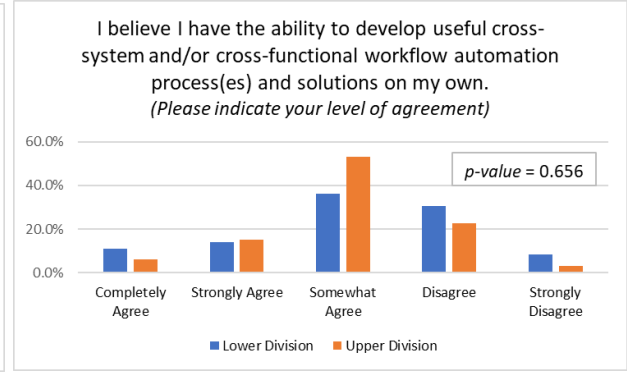 I believe I have the ability to develop useful cross-
system and/or cross-functional workflow automation
process(es) and solutions on my own.
(Please indicate your level of agreement)
60.0%
p-value = 0.656
40.0%
20.0%
0.0%
Completely Agree
Strongly Agree
Somewhat Agree
Disagree
Strongly Disagree
Lower Division
Upper Division